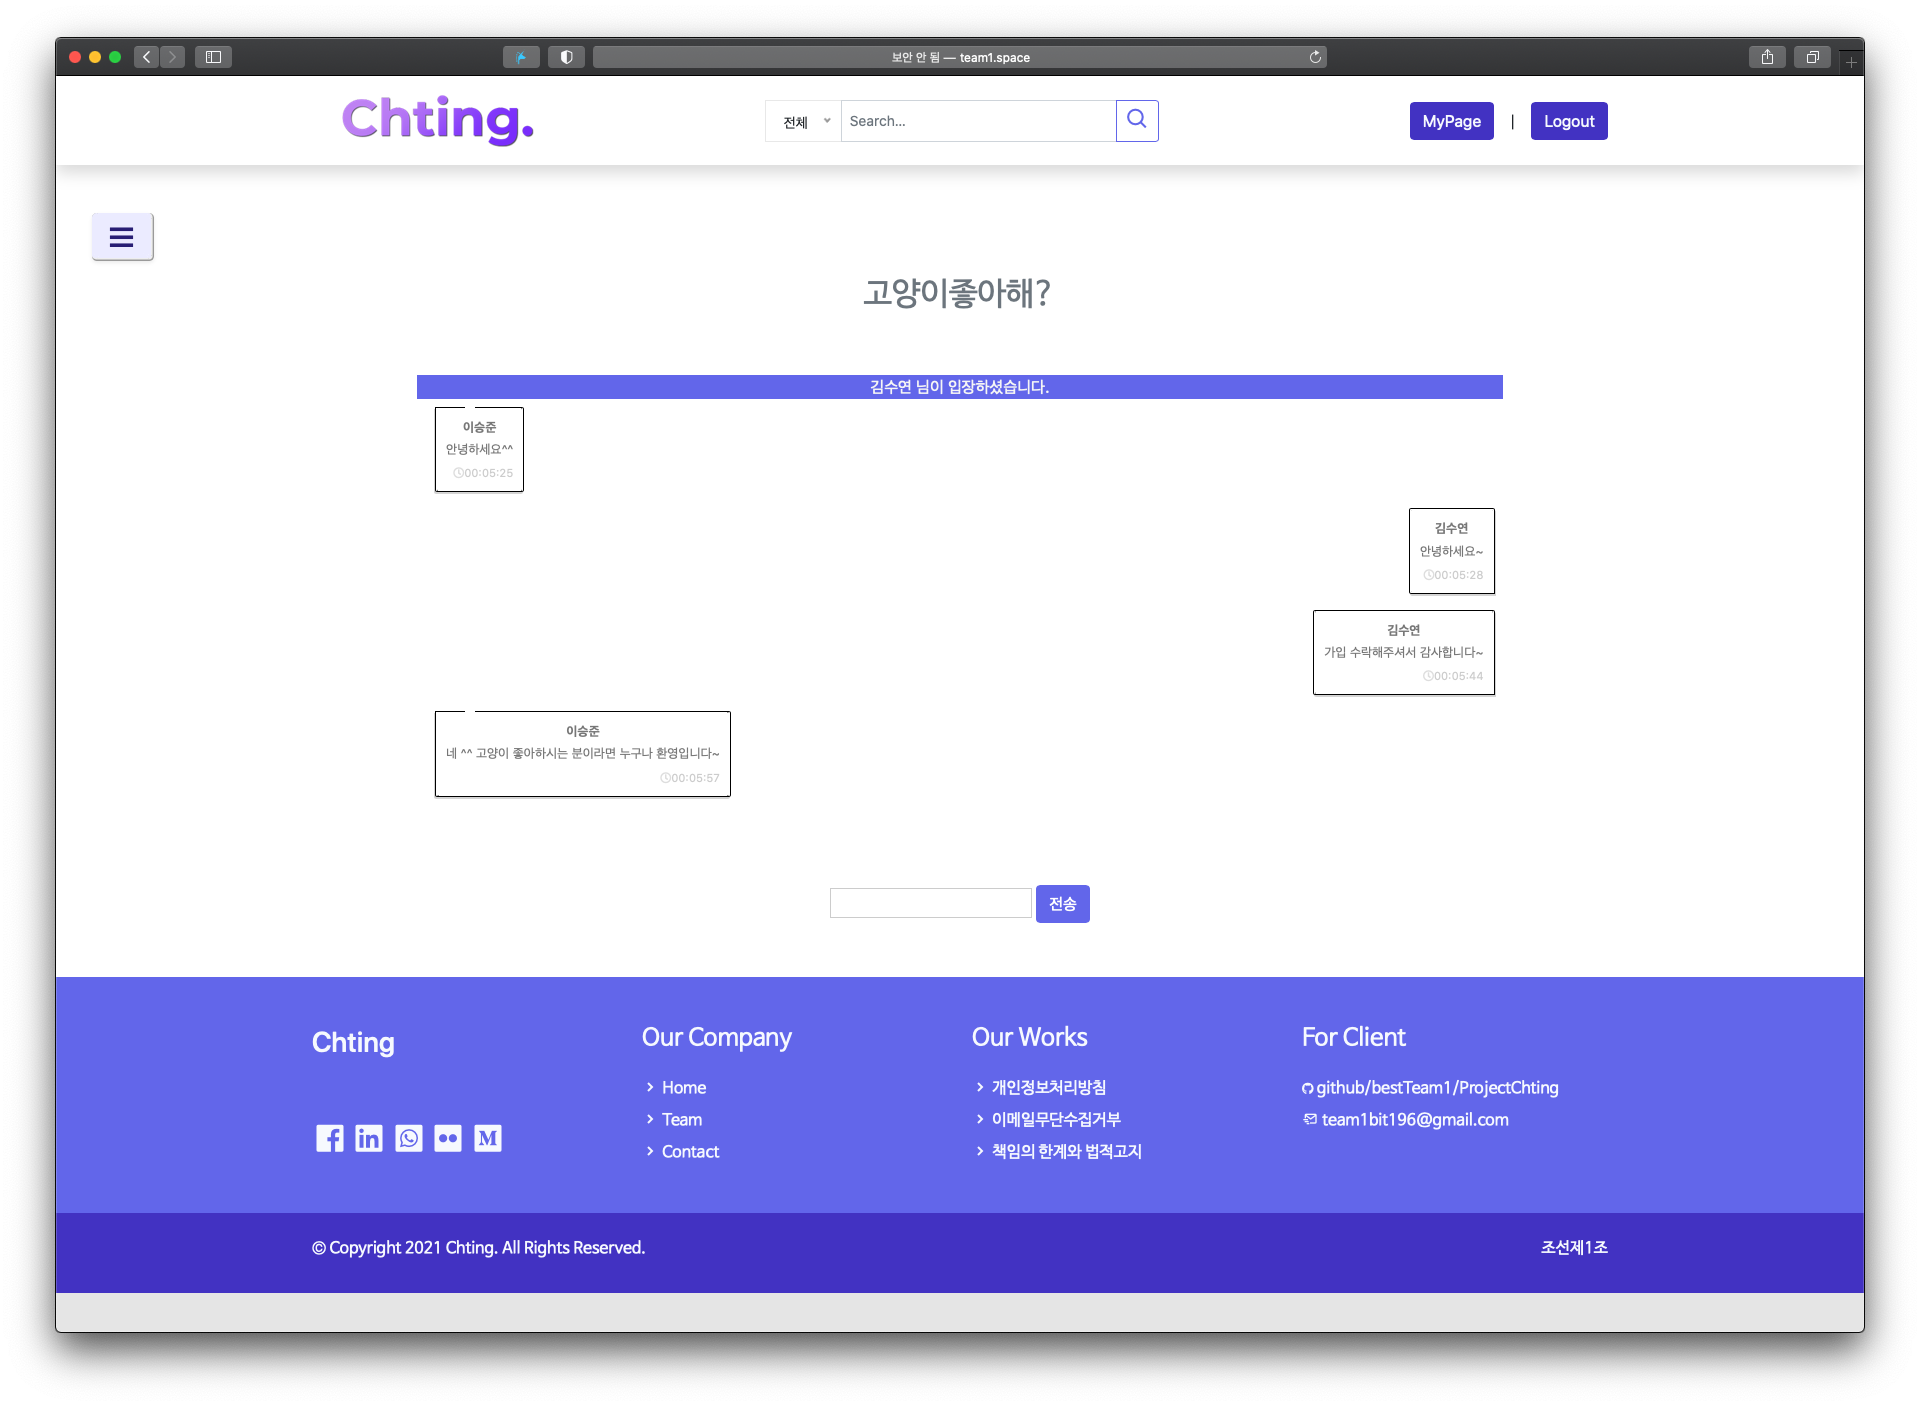 보안 안 됨 — team1.space
Chting.
전체
Search...
MyPage
|
Logout
고양이좋아해?
김수연 님이 입장하셨습니다.
이승준
안녕하세요^^
00:05:25
김수연
안녕하세요~
00:05:28
김수연
가입 수락해주셔서 감사합니다~
00:05:44
이승준
네 ^^ 고양이 좋아하시는 분이라면 누구나 환영입니다~
00:05:57
전송
Chting
Our Company
Home
Team
Contact
Our Works
개인정보처리방침
이메일무단수집거부
책임의 한계와 법적고지
For Client
github/bestTeam1/ProjectChting
team1bit196@gmail.com
© Copyright 2021 Chting. All Rights Reserved.
조선제1조